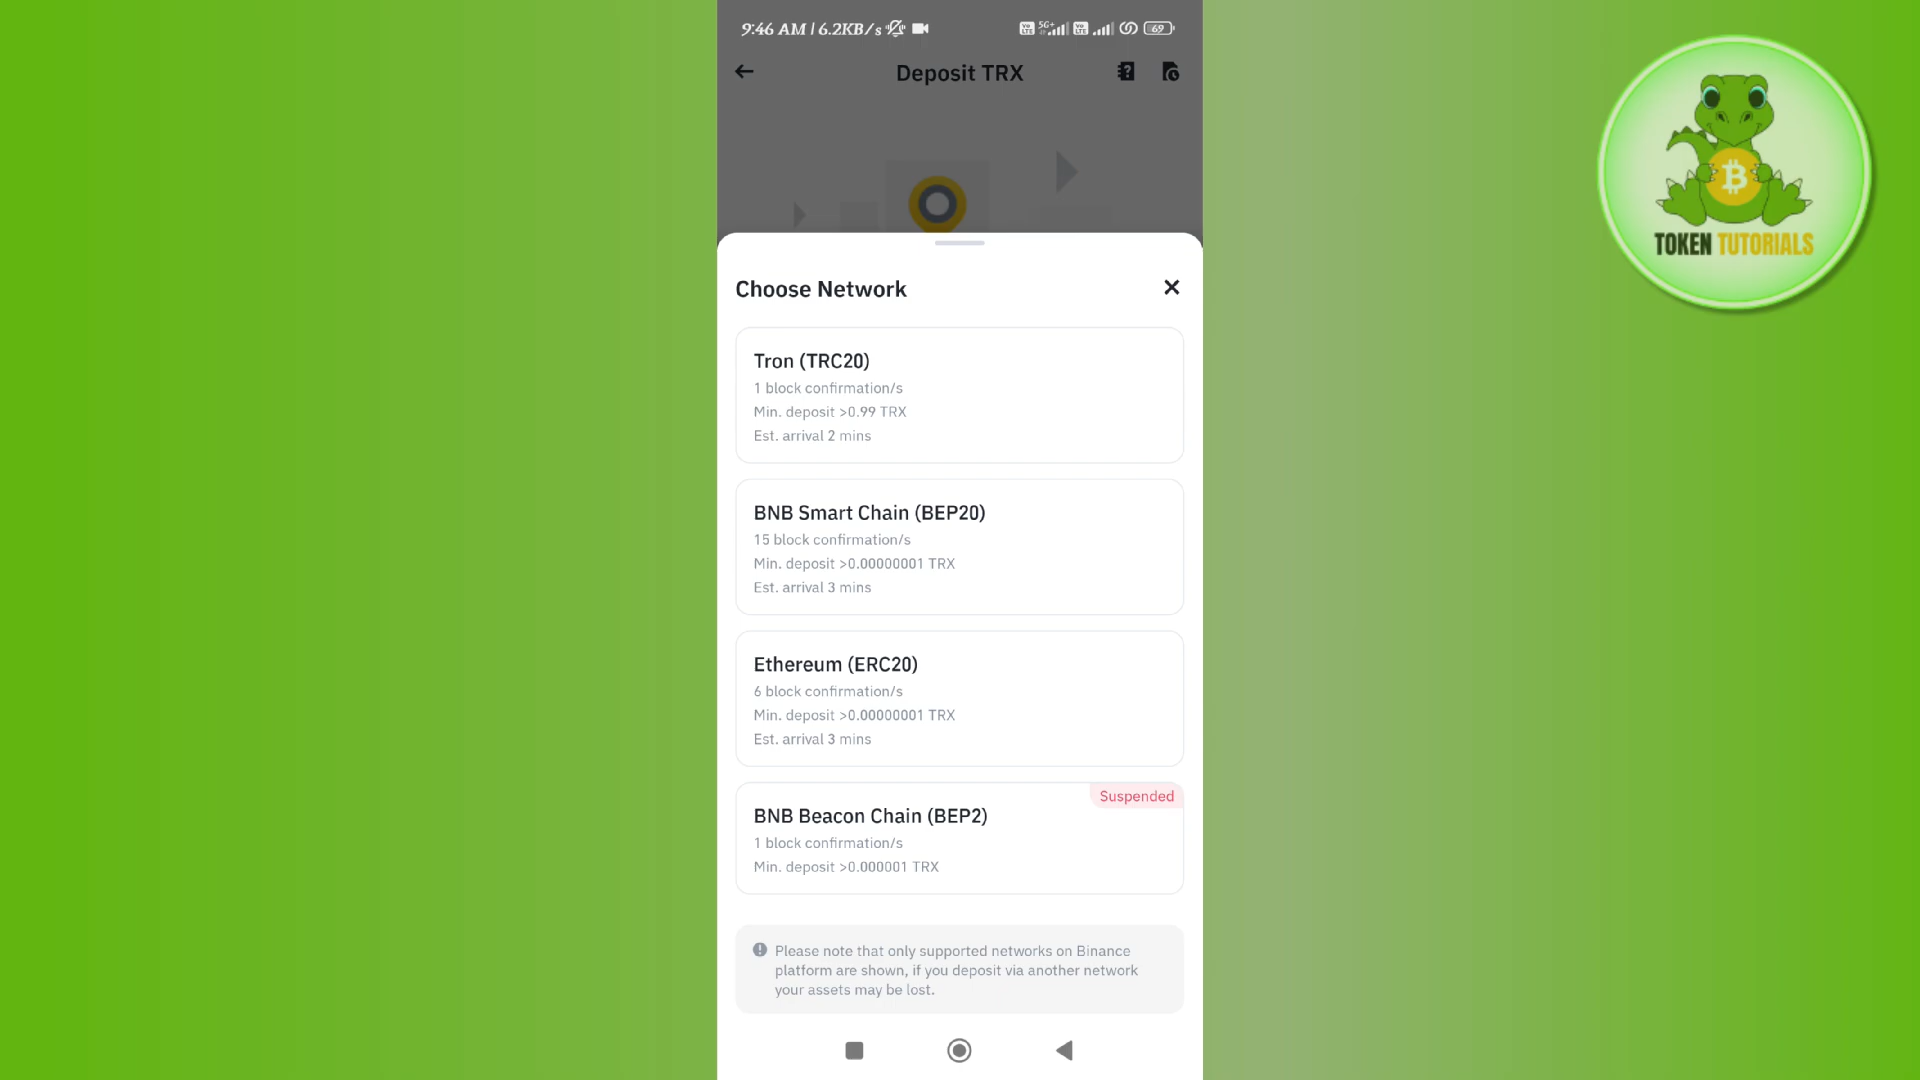 9:46 AM | 6.2KB/s
5G+
69
Deposit TRX
TOKEN TUTORIALS
Choose Network
Tron (TRC20)
1 block confirmation/s
Min. deposit >0.99 TRX
Est. arrival 2 mins
BNB Smart Chain (BEP20)
15 block confirmation/s
Min. deposit >0.00000001 TRX
Est. arrival 3 mins
Ethereum (ERC20)
6 block confirmation/s
Min. deposit >0.00000001 TRX
Est. arrival 3 mins
Suspended
BNB Beacon Chain (BEP2)
1 block confirmation/s
Min. deposit >0.000001 TRX
Please note that only supported networks on Binance
platform are shown, if you deposit via another network
your assets may be lost.